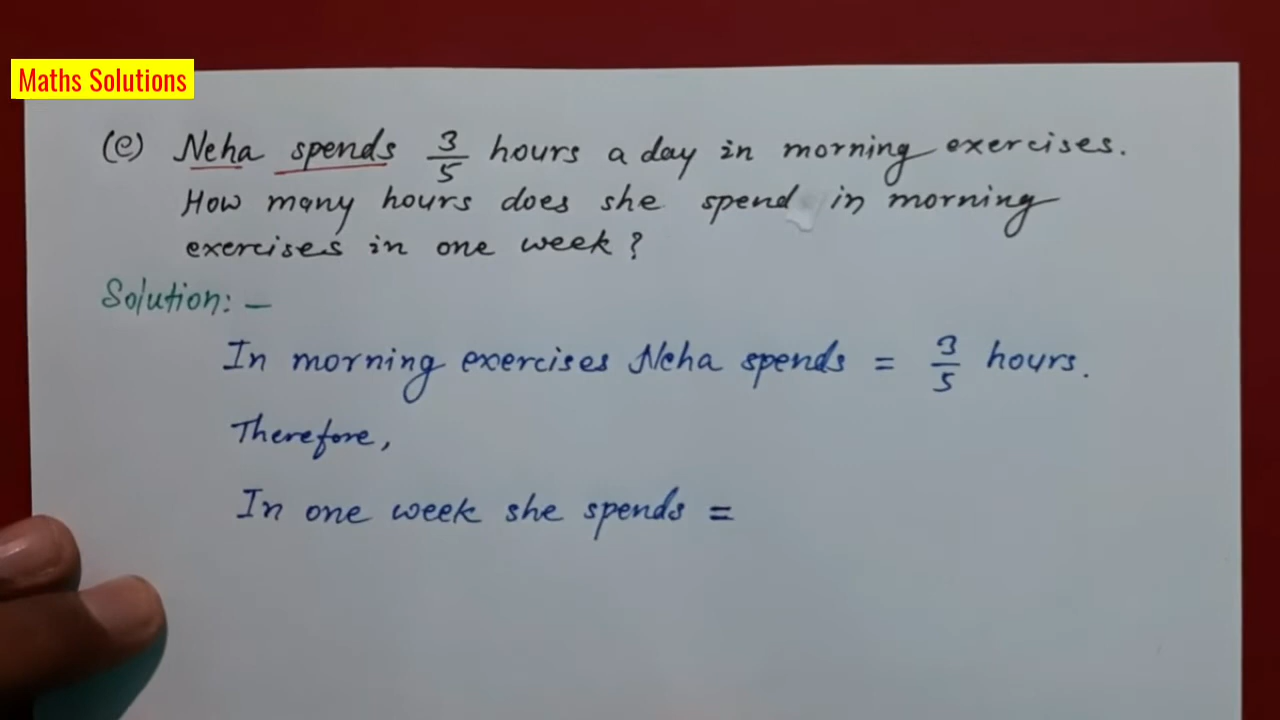 Maths Solutions
(e) Neha spends 3/5 hours a day in morning exercises.
How many hours does she spend in morning
exercises in one week?
Solution: –
In morning exercises Neha spends = 3/5 hours.
Therefore,
In one week she spends =